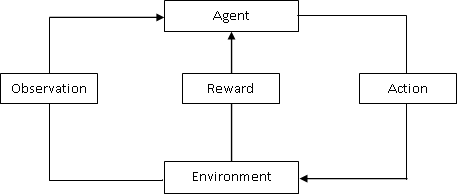 Agent
Observation
Reward
Action
Environment